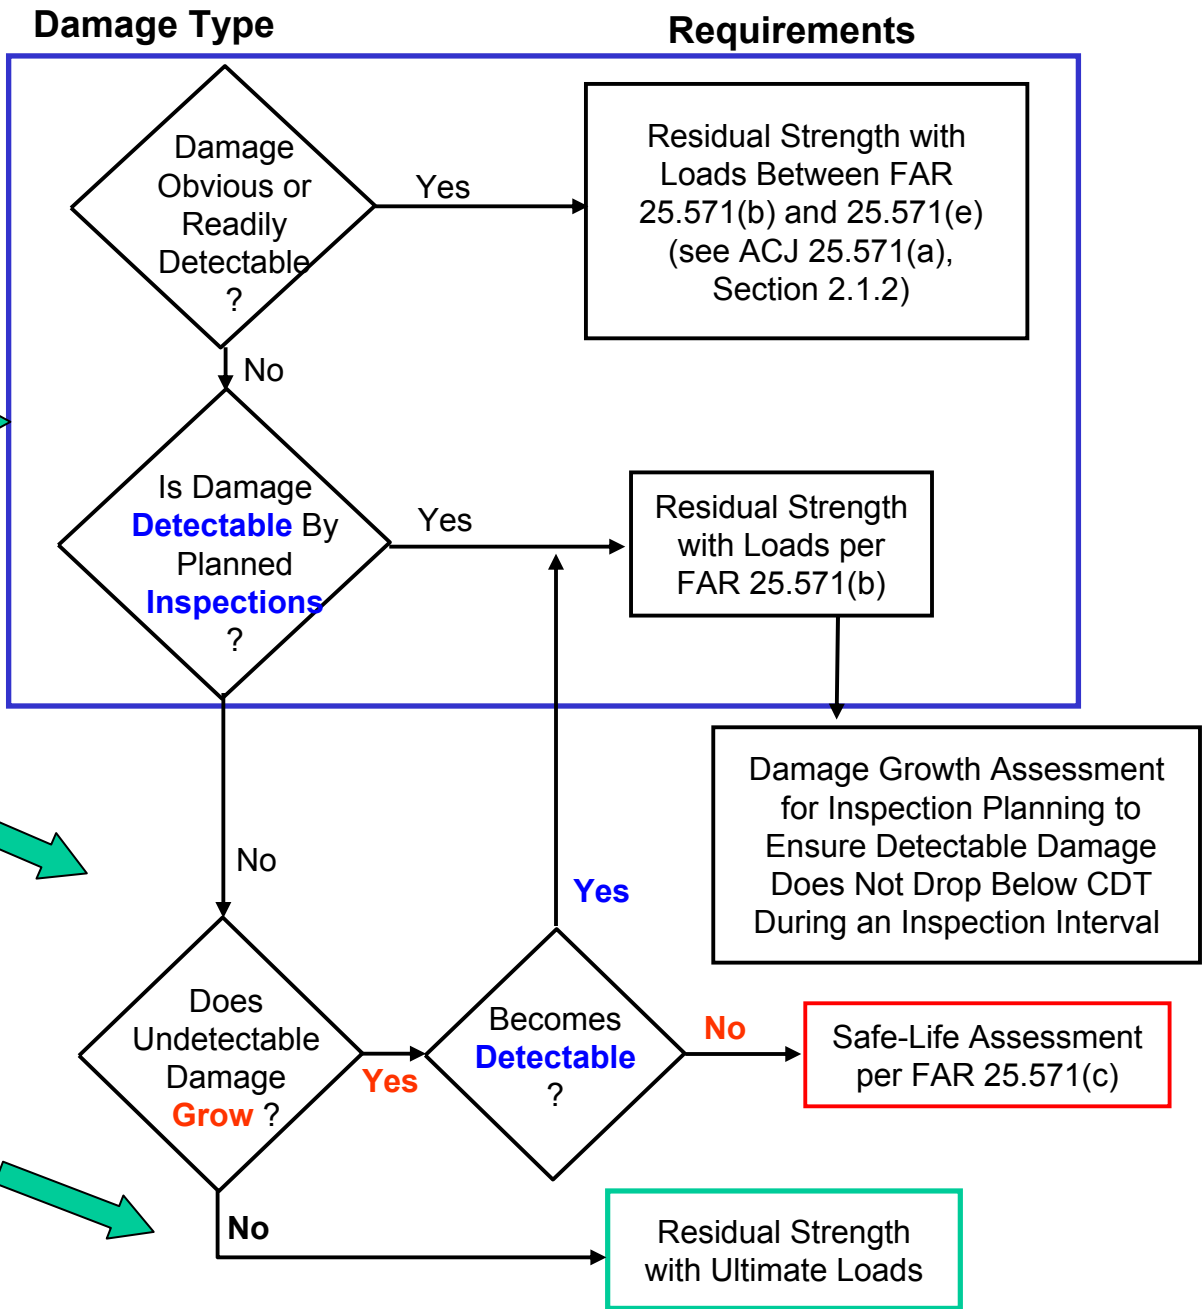 Damage Type
Requirements
Damage
Obvious or
Readily
Detectable
?
Yes
Residual Strength with
Loads Between FAR
25.571(b) and 25.571(e)
(see ACJ 25.571(a),
Section 2.1.2)
No
Is Damage
Detectable By
Planned
Inspections
?
Yes
Residual Strength
with Loads per
FAR 25.571(b)
Damage Growth Assessment
for Inspection Planning to
Ensure Detectable Damage
Does Not Drop Below CDT
During an Inspection Interval
No
Yes
Does
Undetectable
Damage
Grow ?
Yes
Becomes
Detectable
?
No
Safe-Life Assessment
per FAR 25.571(c)
No
Residual Strength
with Ultimate Loads